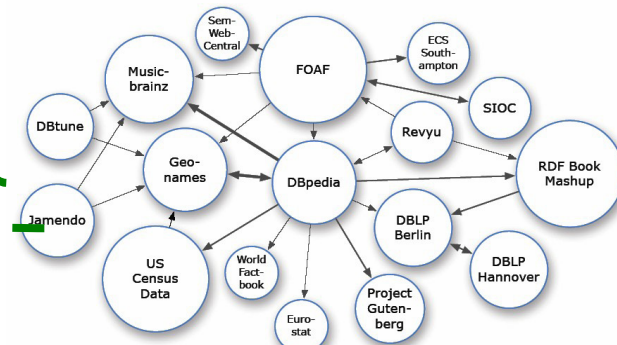 Sem-
Web-
Central
FOAF
ECS
South-
ampton
Music-
brainz
SIOC
DBtune
Revyu
Geo-
names
DBpedia
RDF Book
Mashup
Jamendo
DBLP
Berlin
US
Census
Data
World
Fact-
book
DBLP
Hannover
Euro-
stat
Project
Guten-
berg